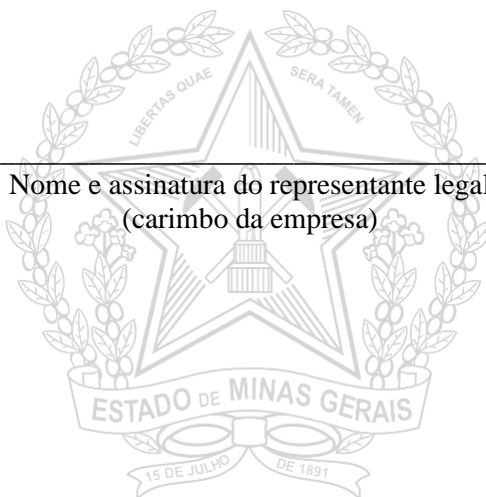 LIBERTAS QUAE SERA TAMEN
Nome e assinatura do representante legal
(carimbo da empresa)
ESTADO DE MINAS GERAIS
15 DE JULHO DE 1891